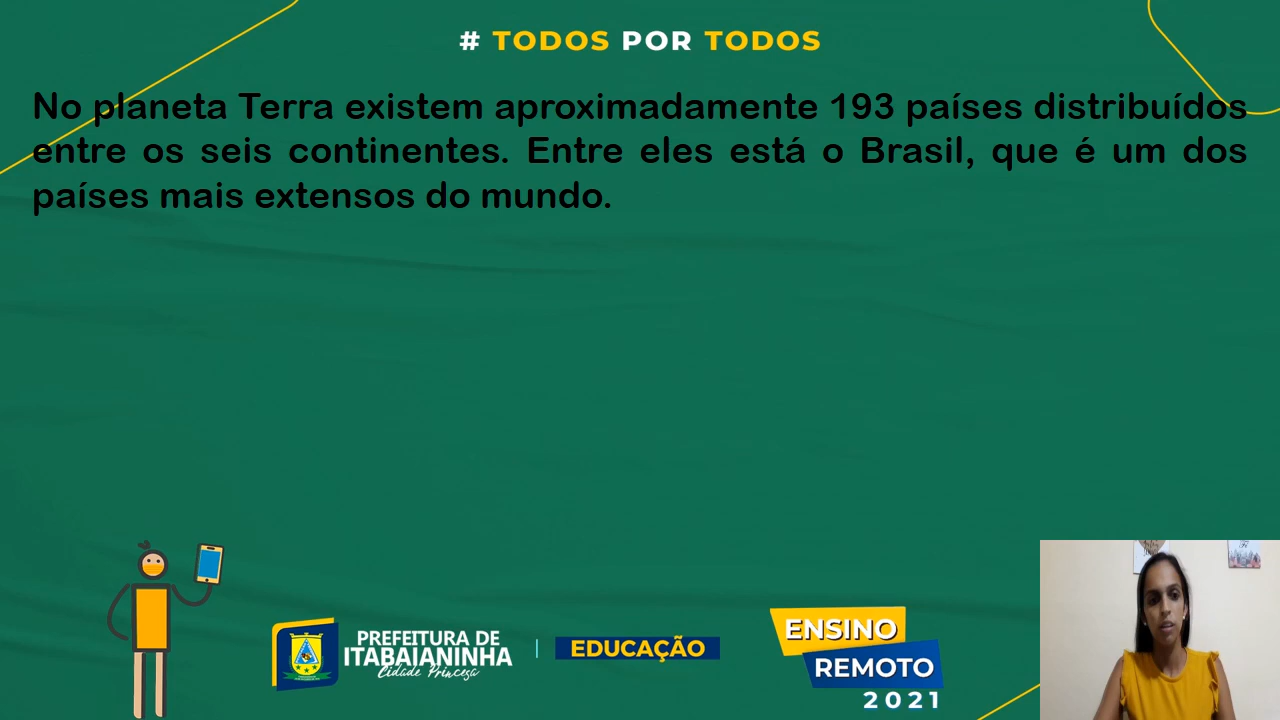 # TODOS POR TODOS
No planeta Terra existem aproximadamente 193 países distribuídos
entre os seis continentes. Entre eles está o Brasil, que é um dos
países mais extensos do mundo.
PREFEITURA DE
ITABAIANINHA
Cidade Princesa
EDUCAÇÃO
ENSINO
REMOTO
2021